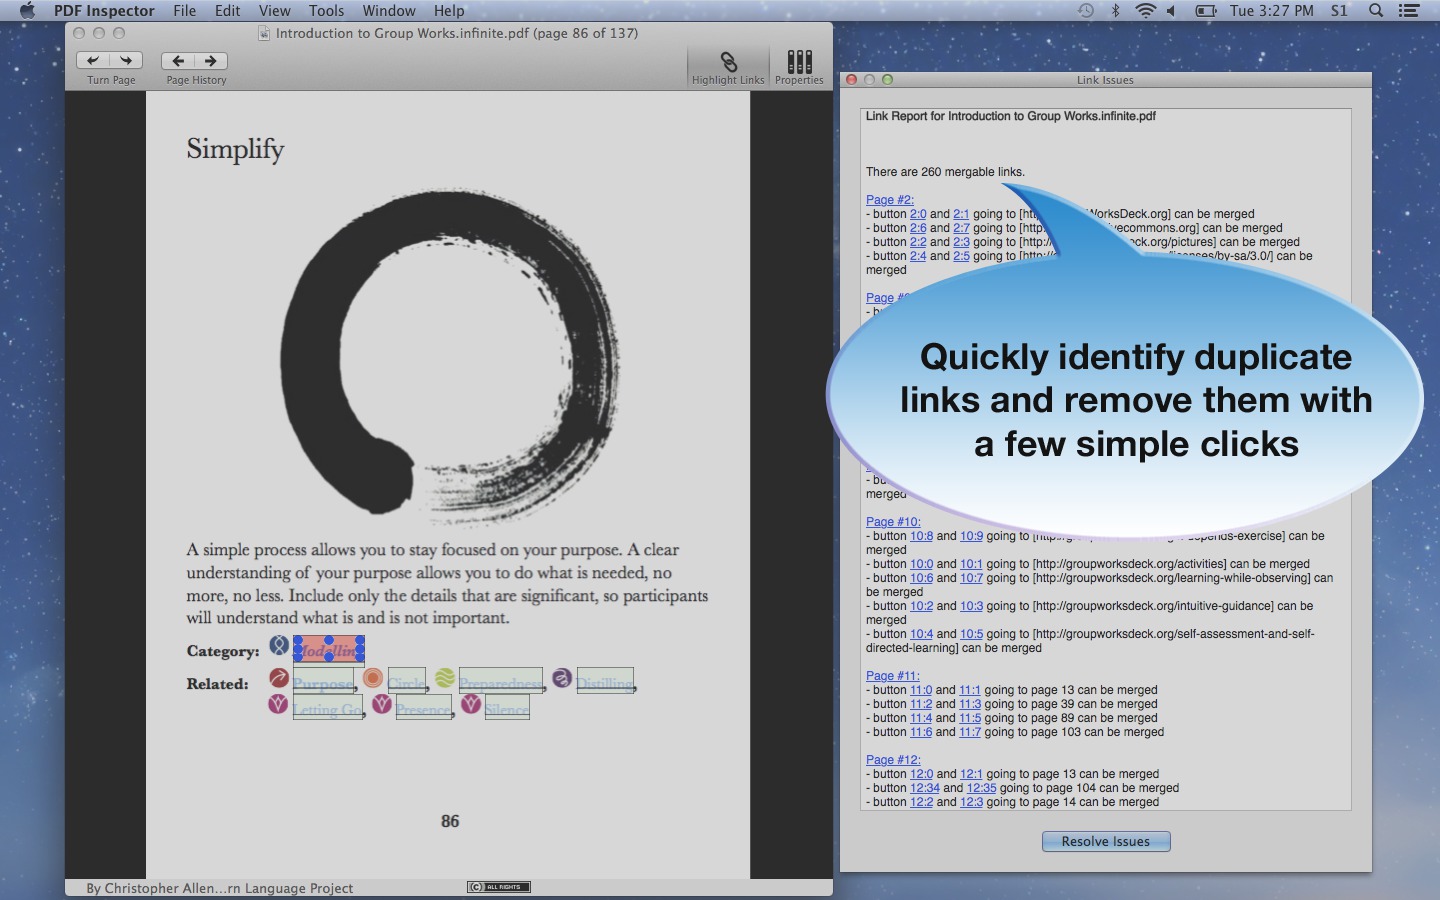 PDF Inspector File Edit View Tools Window Help Tue 3:27 PM S1
Introduction to Group Works.infinite.pdf (page 86 of 137)
Turn Page Page History Highlight Links Properties
Simplify
A simple process allows you to stay focused on your purpose. A clear
understanding of your purpose allows you to do what is needed, no
more, no less. Include only the details that are significant, so participants
will understand what is and is not important.
Category: Modelling
Related: Purpose, Circle, Preparedness, Distilling,
Letting Go, Presence, Silence
86
By Christopher Allen...rn Language Project
ALL RIGHTS
Link Issues
Link Report for Introduction to Group Works.infinite.pdf
There are 260 mergable links.
Page #2:
- button 2:0 and 2:1 going to [http WorksDeck.org] can be merged
- button 2:6 and 2:7 going to [http: ivecommons.org] can be merged
- button 2:2 and 2:3 going to [http:// eck.org/pictures] can be merged
- button 2:4 and 2:5 going to [http:// /licenses/by-sa/3.0/] can be
merged
Page
Quickly identify duplicate
links and remove them with
a few simple clicks
merged
Page #10:
- button 10:8 and 10:9 going to depends-exercise] can be
merged
- button 10:0 and 10:1 going to [http://groupworksdeck.org/activities] can be merged
- button 10:6 and 10:7 going to [http://groupworksdeck.org/learning-while-observing] can
be merged
- button 10:2 and 10:3 going to [http://groupworksdeck.org/intuitive-guidance] can be
merged
- button 10:4 and 10:5 going to [http://groupworksdeck.org/self-assessment-and-self-
directed-learning] can be merged
Page #11:
- button 11:0 and 11:1 going to page 13 can be merged
- button 11:2 and 11:3 going to page 39 can be merged
- button 11:4 and 11:5 going to page 89 can be merged
- button 11:6 and 11:7 going to page 103 can be merged
Page #12:
- button 12:0 and 12:1 going to page 13 can be merged
- button 12:34 and 12:35 going to page 104 can be merged
- button 12:2 and 12:3 going to page 14 can be merged
Resolve Issues